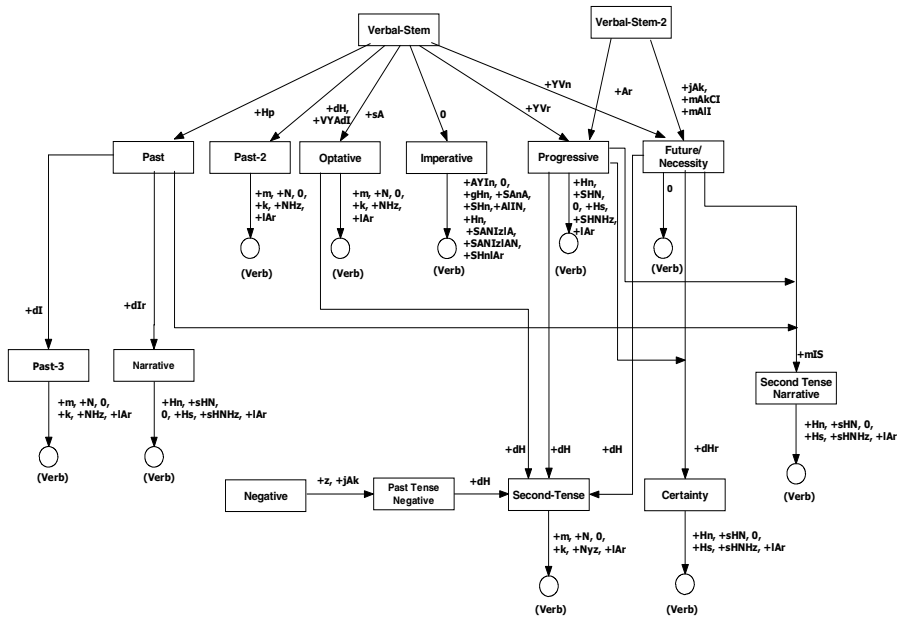 Verbal-Stem
Verbal-Stem-2
+Hp
+dH,
+VYAdI
+sA
0
+YVr
+YVn
+Ar
+jAk,
+mAkCI
+mAlI
Past
Past-2
Optative
Imperative
Progressive
Future/
Necessity
+m, +N, 0,
+k, +NHz,
+lAr
(Verb)
+m, +N, 0,
+k, +NHz,
+lAr
(Verb)
+AYIn, 0,
+gHn, +SAnA,
+SHn,+AlIN,
+Hn,
+SANIzlA,
+SANIzlAN,
+SHnlAr
(Verb)
+Hn,
+SHN,
0, +Hs,
+SHNHz,
+lAr
(Verb)
0
(Verb)
+dI
+dIr
+mIS
Past-3
Narrative
Second Tense
Narrative
+m, +N, 0,
+k, +NHz, +lAr
(Verb)
+Hn, +sHN,
0, +Hs, +sHNHz, +lAr
(Verb)
+Hn, +sHN, 0,
+Hs, +sHNHz, +lAr
(Verb)
+dH
+dH
+dH
+dHr
Negative
+z, +jAk
Past Tense
Negative
+dH
Second-Tense
Certainty
+m, +N, 0,
+k, +Nyz, +lAr
(Verb)
+Hn, +sHN, 0,
+Hs, +sHNHz, +lAr
(Verb)